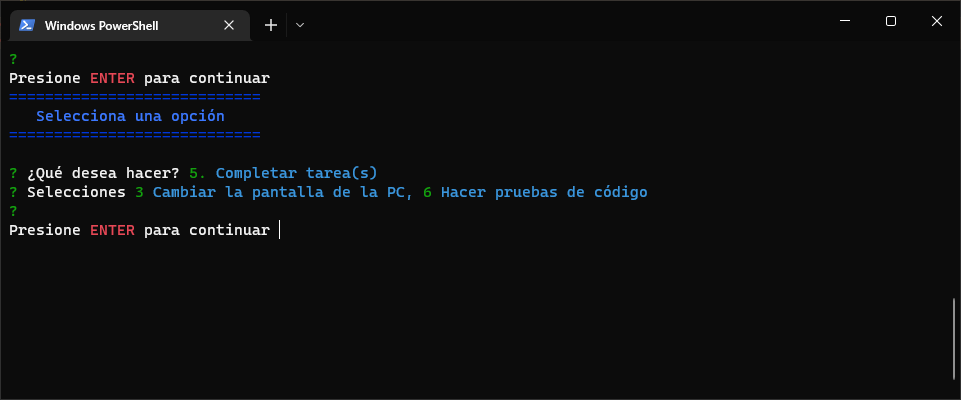 Windows PowerShell
?
Presione ENTER para continuar
============================
Selecciona una opción
============================
? ¿Qué desea hacer? 5. Completar tarea(s)
? Selecciones 3 Cambiar la pantalla de la PC, 6 Hacer pruebas de código
?
Presione ENTER para continuar